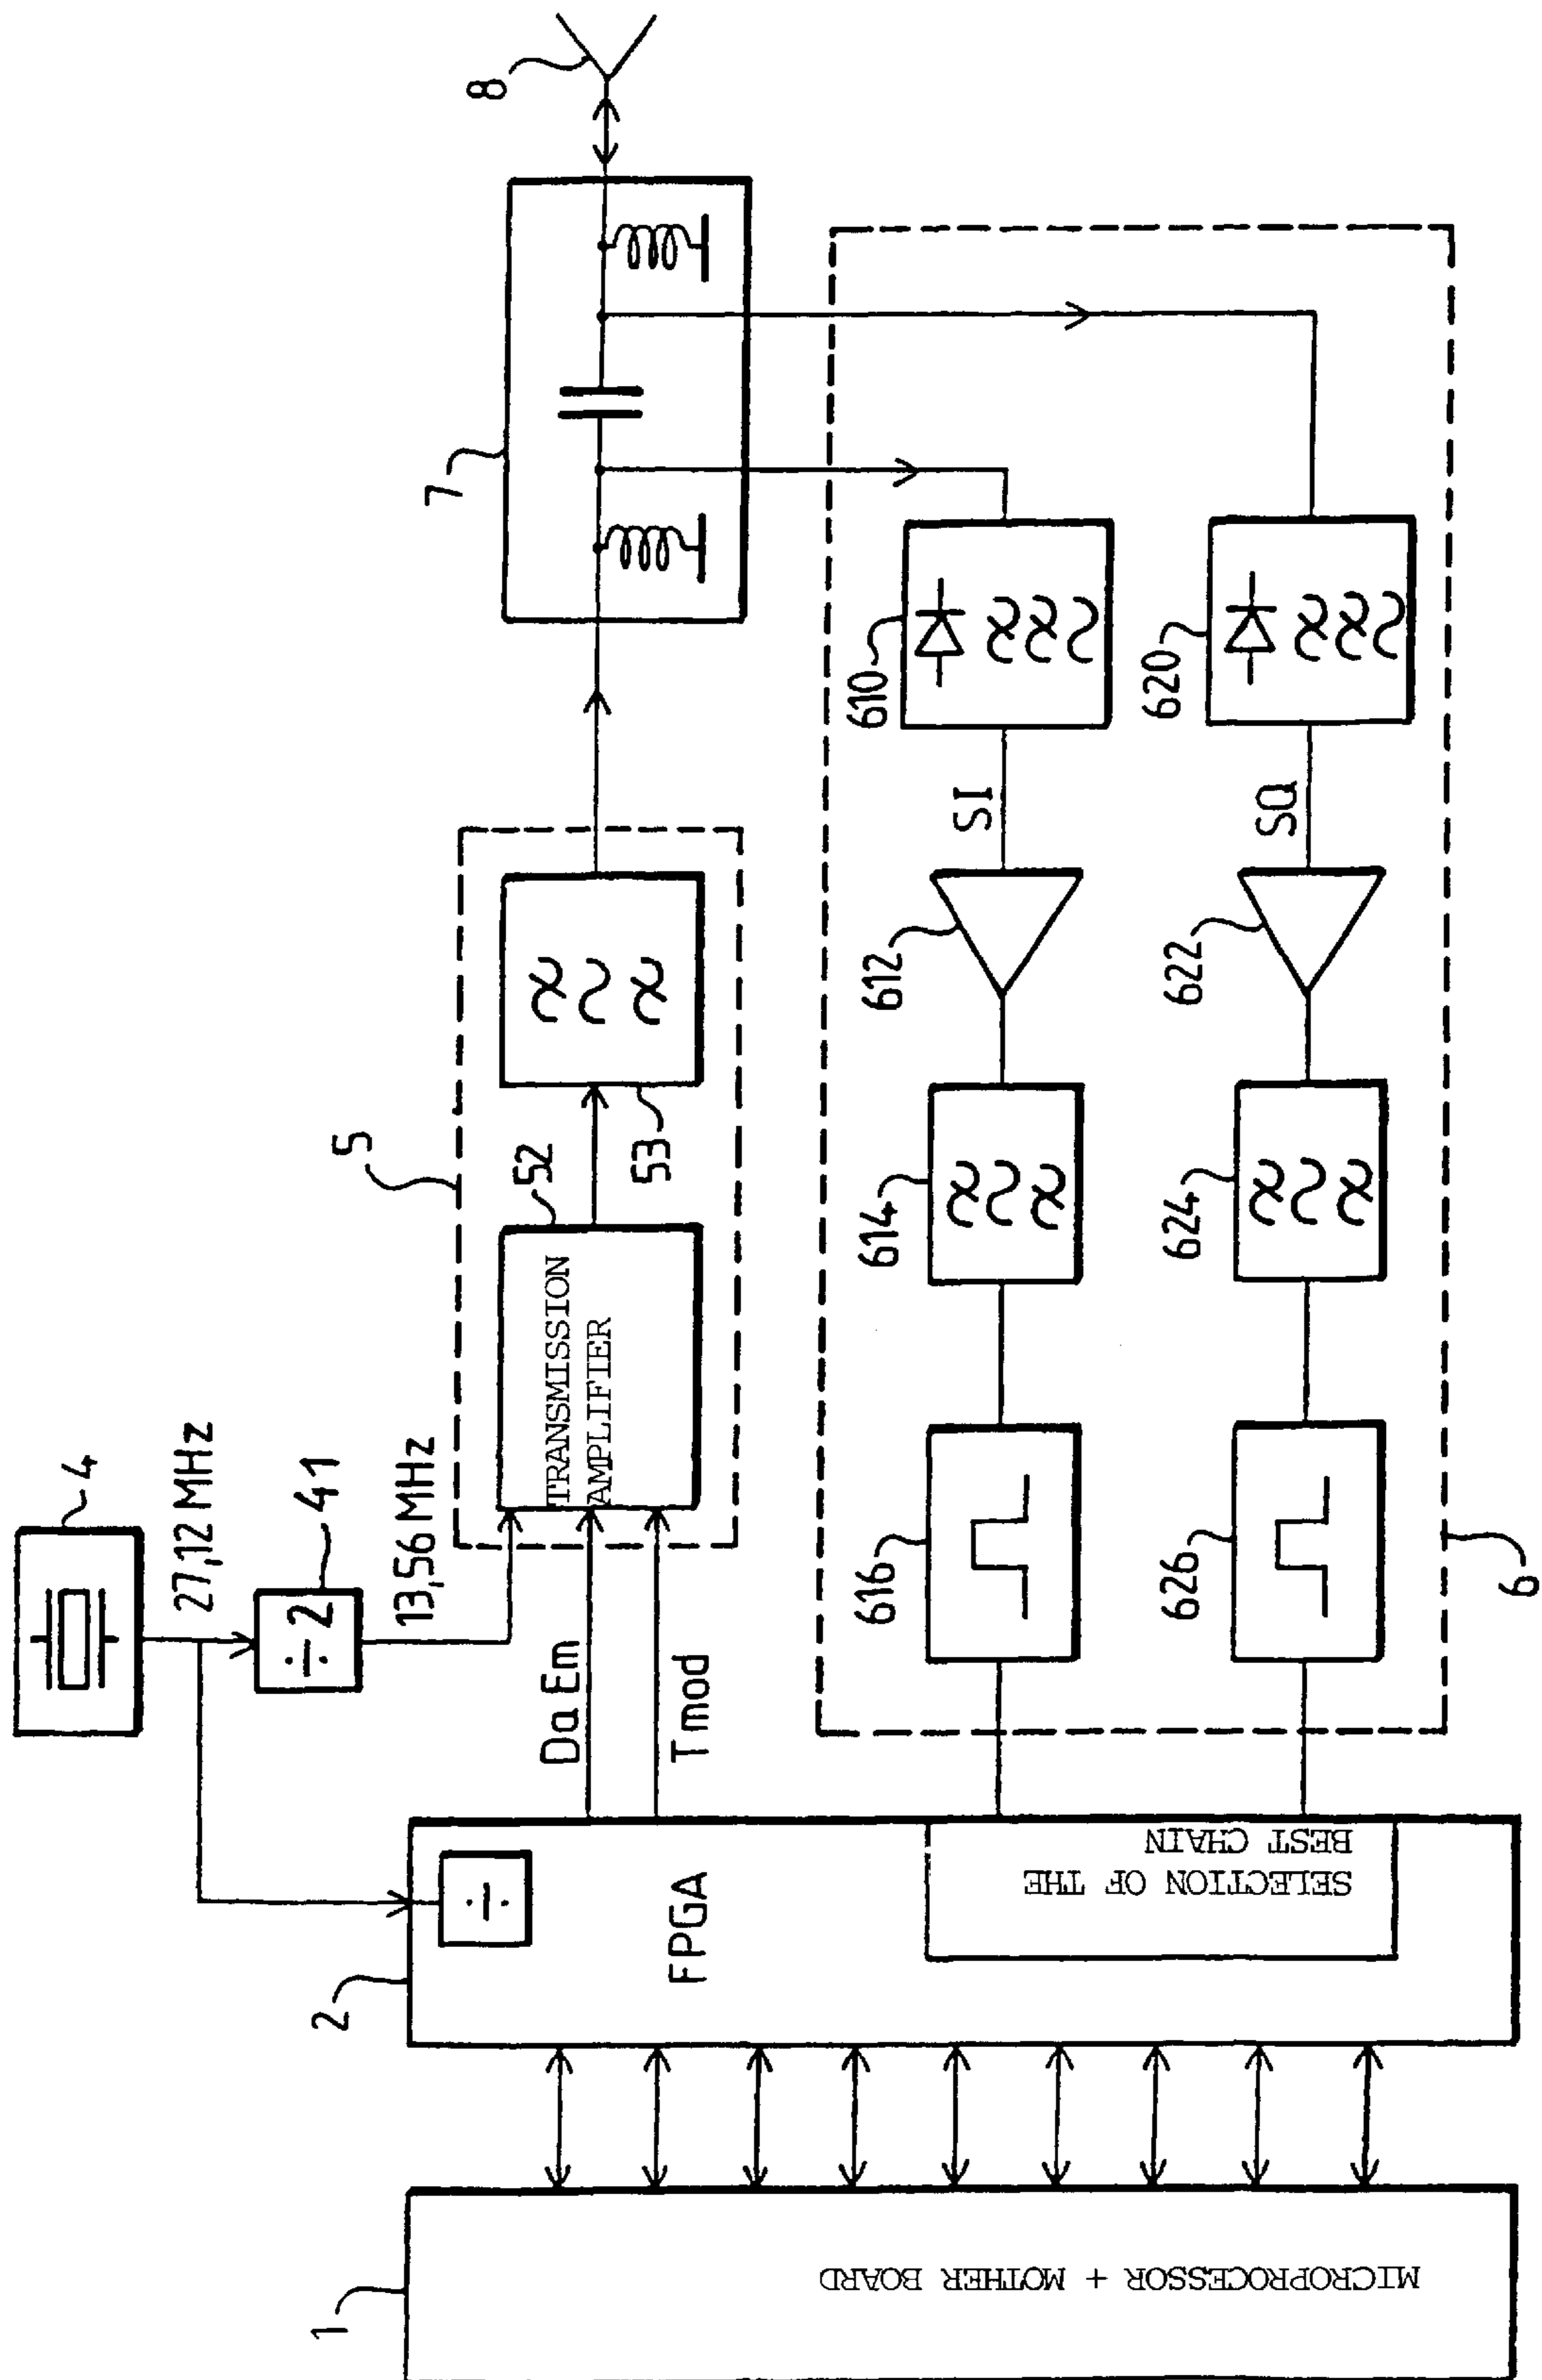 4
27,12 MHz
÷2
41
13,56 MHz
5
TRANSMISSION
AMPLIFIER
52
53
7
8
Da Em
Tmod
2
÷
FPGA
SELECTION OF THE
BEST CHAIN
1
MICROPROCESSOR + MOTHER BOARD
616
614
612
SI
610
626
624
622
SQ
620
6